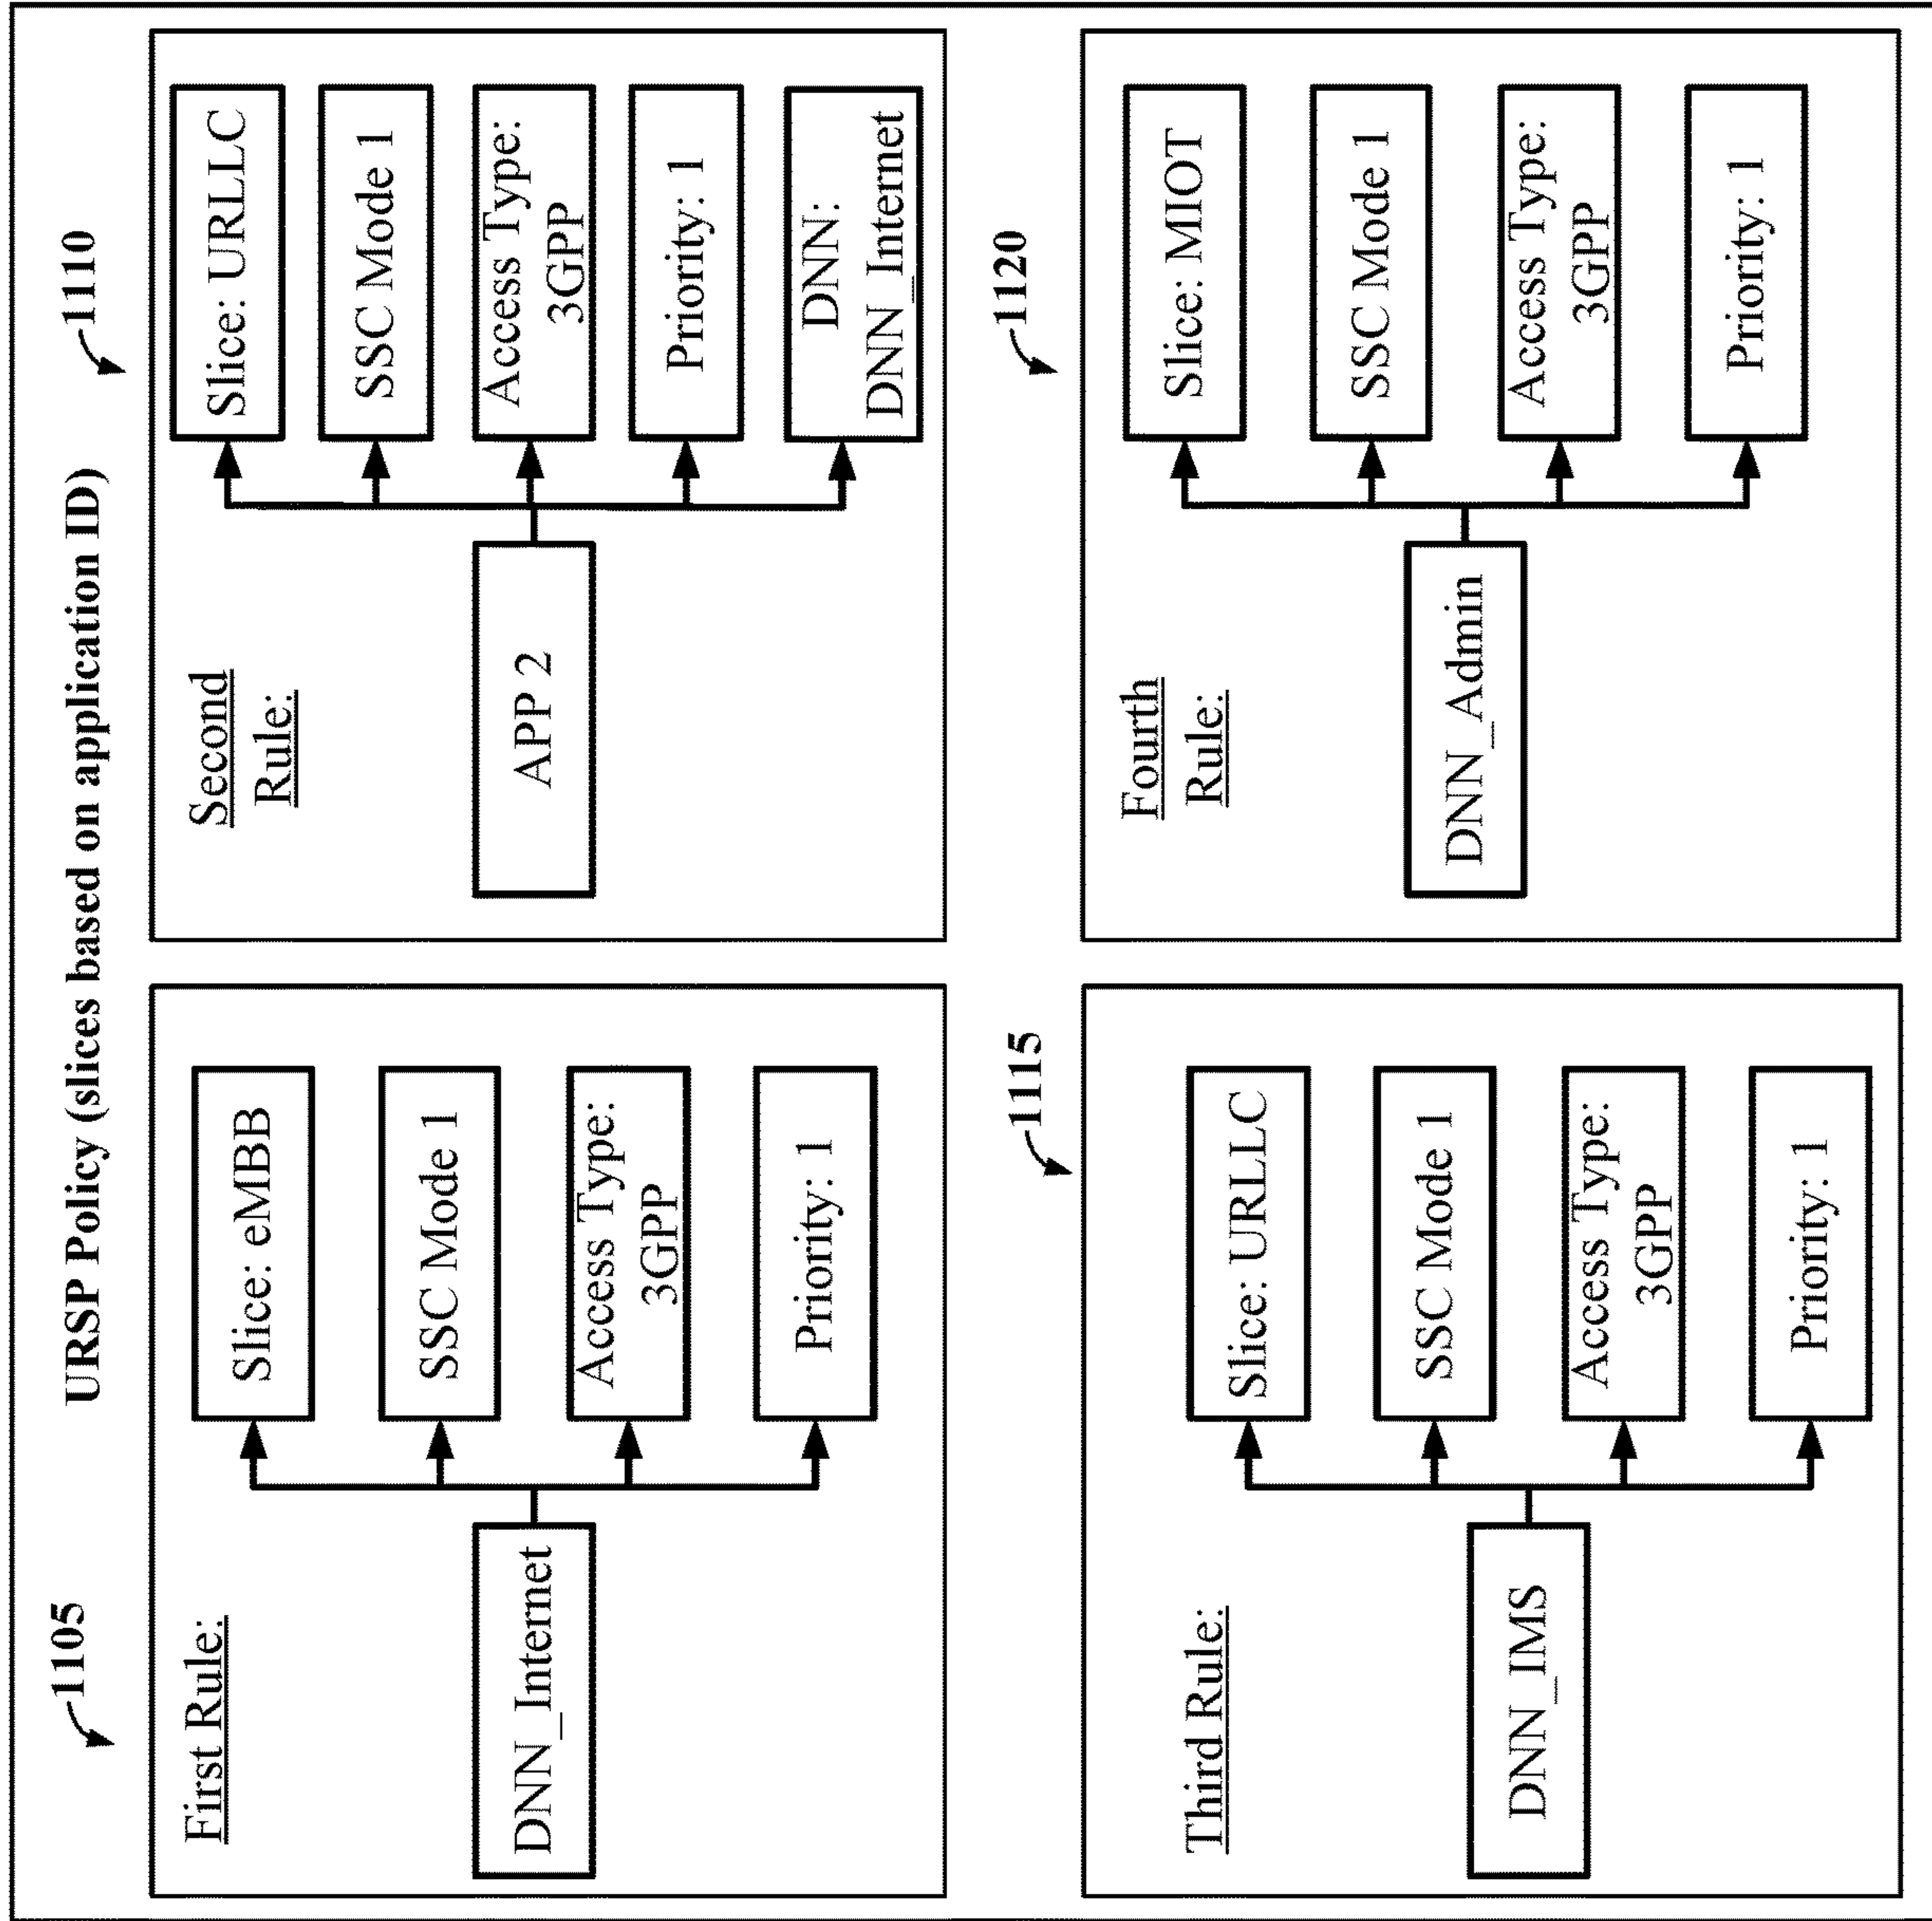 URSP Policy (slices based on application ID)
1105
First Rule:
DNN_Internet
Slice: eMBB
SSC Mode 1
Access Type:
3GPP
Priority: 1
1110
Second
Rule:
APP 2
Slice: URLLC
SSC Mode 1
Access Type:
3GPP
Priority: 1
DNN:
DNN_Internet
1115
Third Rule:
DNN_IMS
Slice: URLLC
SSC Mode 1
Access Type:
3GPP
Priority: 1
1120
Fourth
Rule:
DNN_Admin
Slice: MIOT
SSC Mode 1
Access Type:
3GPP
Priority: 1